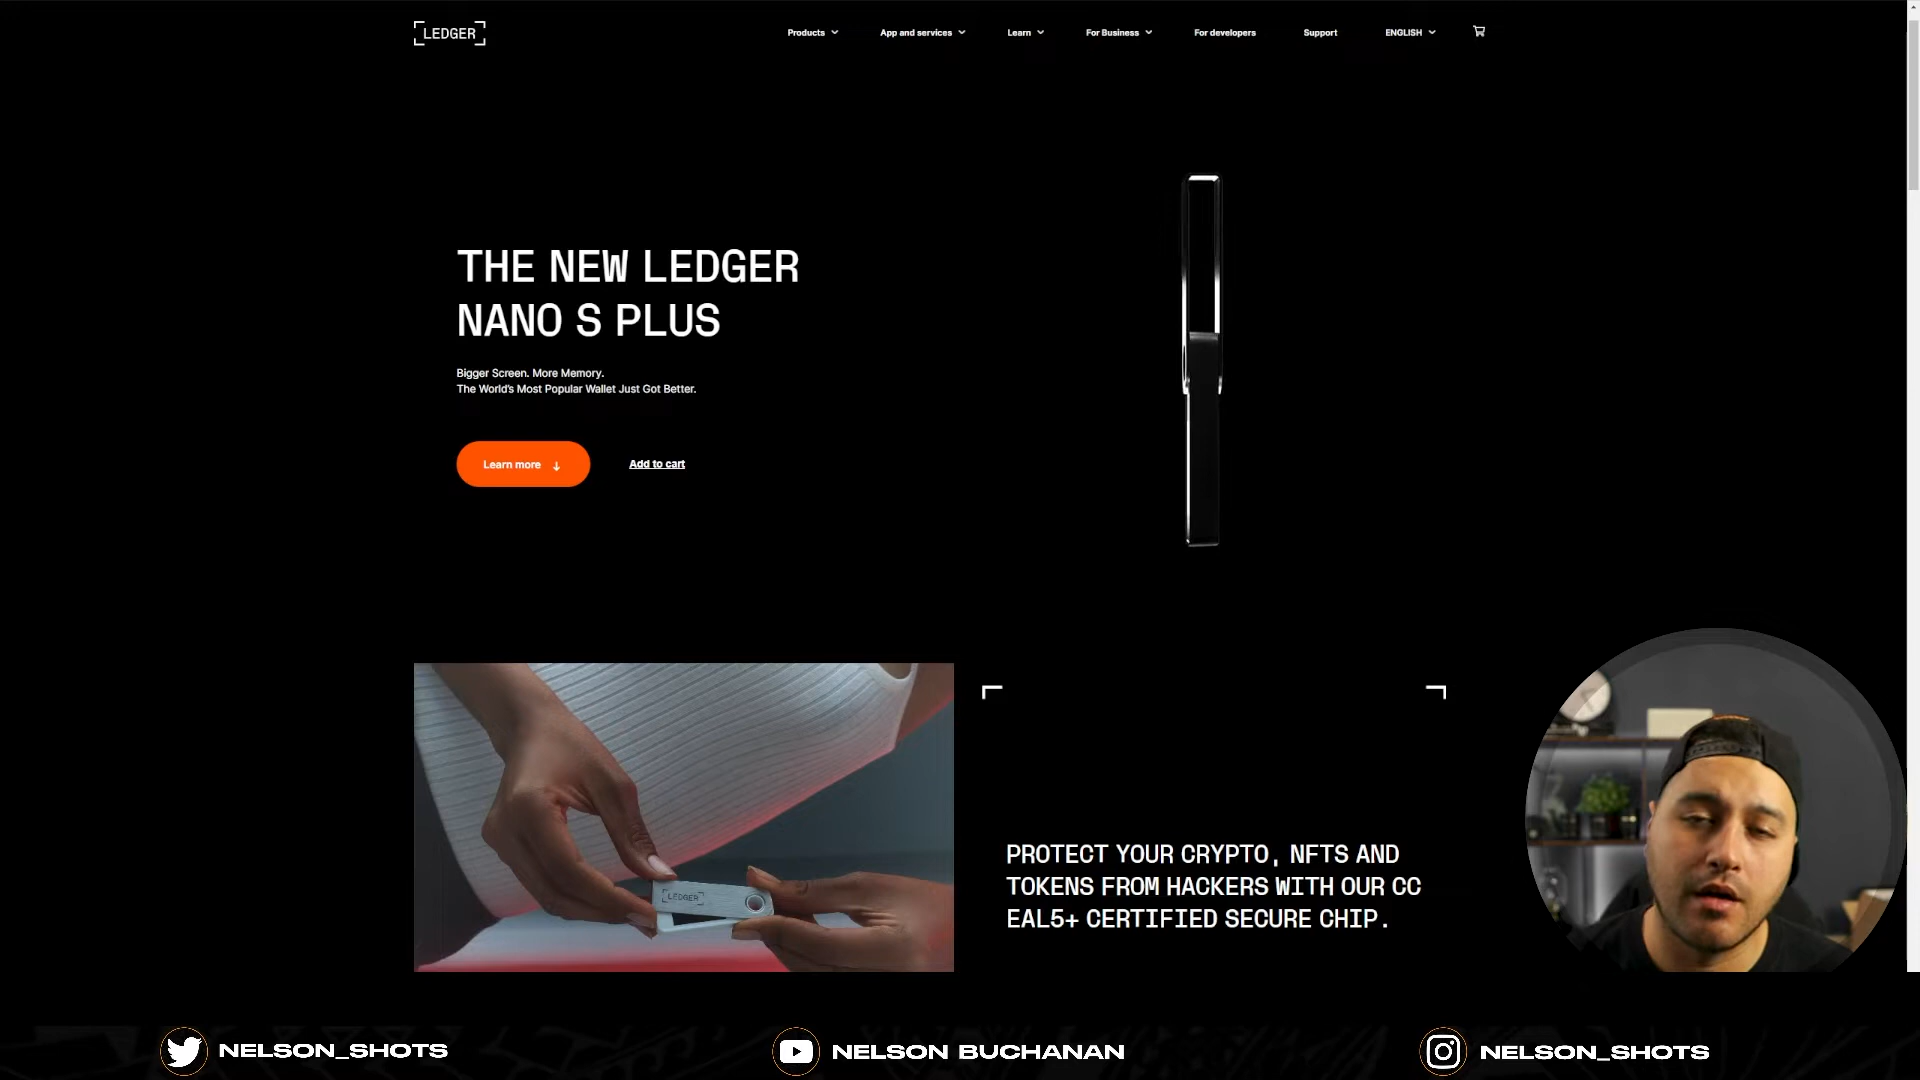 LEDGER
Products
App and services
Learn
For Business
For developers
Support
ENGLISH
THE NEW LEDGER
NANO S PLUS
Bigger Screen. More Memory.
The World's Most Popular Wallet Just Got Better.
Learn more
Add to cart
LEDGER
PROTECT YOUR CRYPTO, NFTS AND
TOKENS FROM HACKERS WITH OUR CC
EAL5+ CERTIFIED SECURE CHIP.
NELSON_SHOTS
NELSON BUCHANAN
NELSON_SHOTS